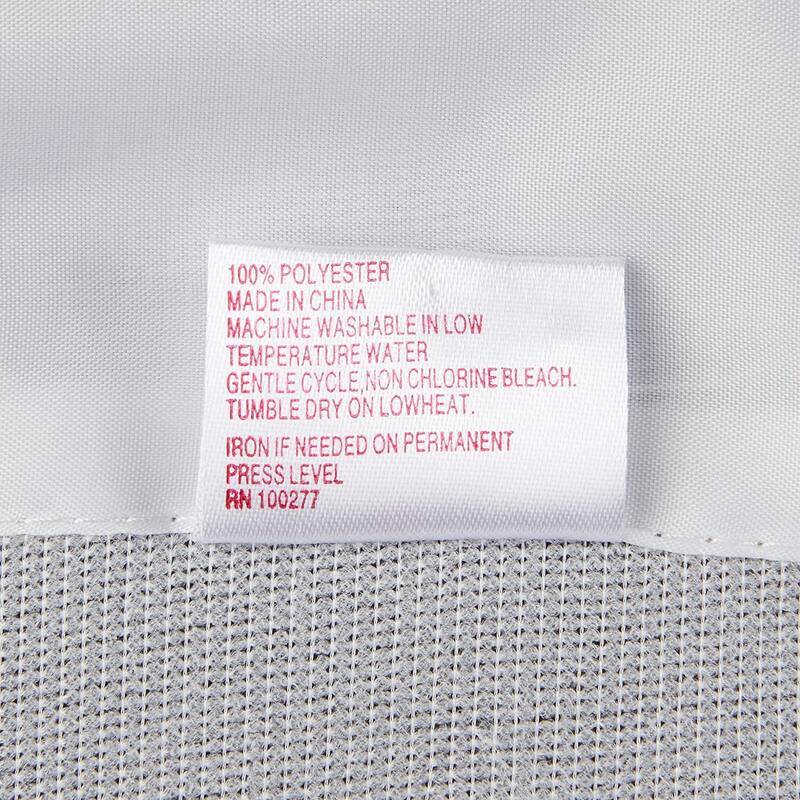 100% POLYESTER
MADE IN CHINA
MACHINE WASHABLE IN LOW
TEMPERATURE WATER
GENTLE CYCLE,NON CHLORINE BLEACH.
TUMBLE DRY ON LOWHEAT.
IRON IF NEEDED ON PERMANENT
PRESS LEVEL
RN 100277